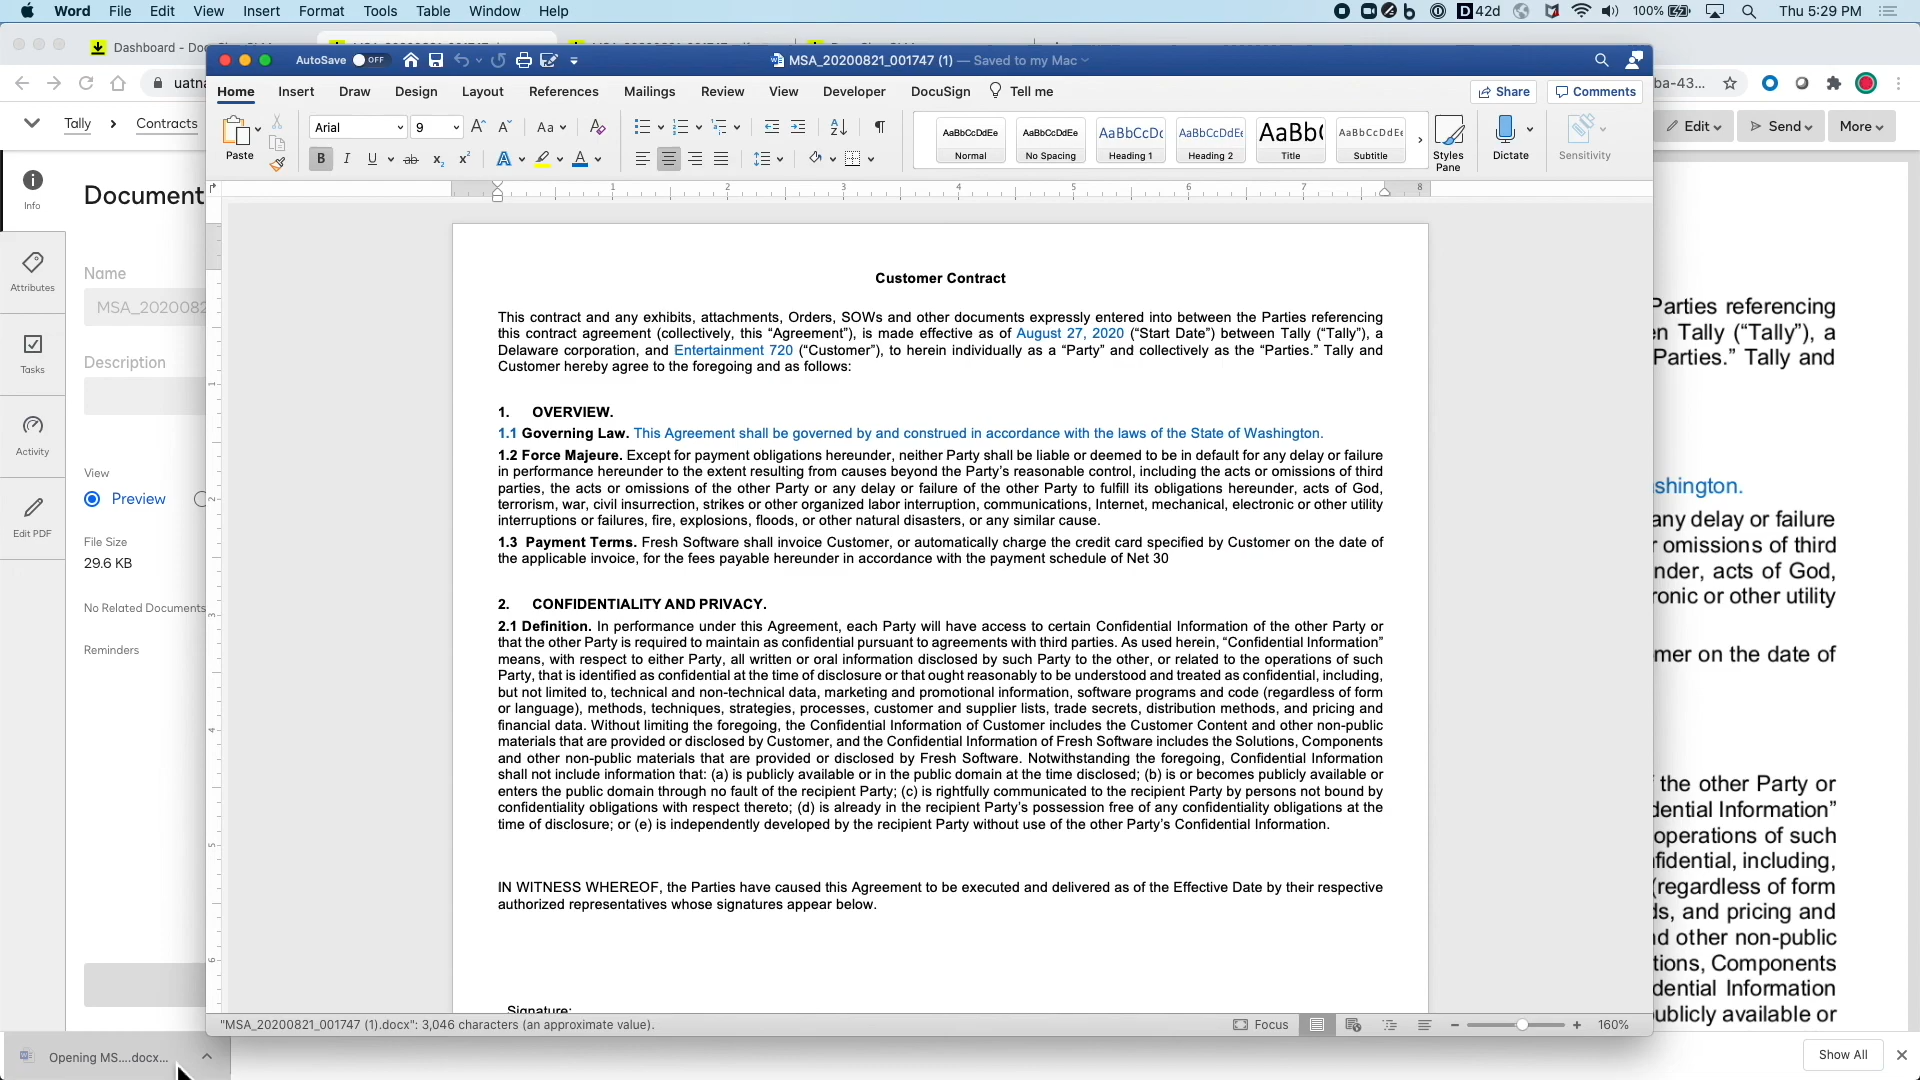 Word File Edit View Insert Format Tools Table Window Help
42d 100% Thu 5:29 PM
Dashboard - Doc
AutoSave OFF
MSA_20200821_001747 (1) — Saved to my Mac
uatna
ba-43...
Home Insert Draw Design Layout References Mailings Review View Developer DocuSign Tell me
Share Comments
Tally Contracts
Edit Send More
Paste
Arial 9
Aa
B I U ab x2 x2
A A
AaBbCcDdEe Normal
AaBbCcDdEe No Spacing
AaBbCcDc Heading 1
AaBbCcDdEe Heading 2
AaBb( Title
AaBbCcDdEe Subtitle
Styles Pane
Dictate
Sensitivity
1 2 3 4 5 6 7 8
Info
Attributes
Tasks
Activity
Edit PDF
Document
Name
MSA_2020082
Description
View
Preview
File Size
29.6 KB
No Related Documents
Reminders
Customer Contract
This contract and any exhibits, attachments, Orders, SOWs and other documents expressly entered into between the Parties referencing
this contract agreement (collectively, this “Agreement”), is made effective as of August 27, 2020 (“Start Date”) between Tally (“Tally”), a
Delaware corporation, and Entertainment 720 (“Customer”), to herein individually as a “Party” and collectively as the “Parties.” Tally and
Customer hereby agree to the foregoing and as follows:
1. OVERVIEW.
1.1 Governing Law. This Agreement shall be governed by and construed in accordance with the laws of the State of Washington.
1.2 Force Majeure. Except for payment obligations hereunder, neither Party shall be liable or deemed to be in default for any delay or failure
in performance hereunder to the extent resulting from causes beyond the Party’s reasonable control, including the acts or omissions of third
parties, the acts or omissions of the other Party or any delay or failure of the other Party to fulfill its obligations hereunder, acts of God,
terrorism, war, civil insurrection, strikes or other organized labor interruption, communications, Internet, mechanical, electronic or other utility
interruptions or failures, fire, explosions, floods, or other natural disasters, or any similar cause.
1.3 Payment Terms. Fresh Software shall invoice Customer, or automatically charge the credit card specified by Customer on the date of
the applicable invoice, for the fees payable hereunder in accordance with the payment schedule of Net 30
2. CONFIDENTIALITY AND PRIVACY.
2.1 Definition. In performance under this Agreement, each Party will have access to certain Confidential Information of the other Party or
that the other Party is required to maintain as confidential pursuant to agreements with third parties. As used herein, “Confidential Information”
means, with respect to either Party, all written or oral information disclosed by such Party to the other, or related to the operations of such
Party, that is identified as confidential at the time of disclosure or that ought reasonably to be understood and treated as confidential, including,
but not limited to, technical and non-technical data, marketing and promotional information, software programs and code (regardless of form
or language), methods, techniques, strategies, processes, customer and supplier lists, trade secrets, distribution methods, and pricing and
financial data. Without limiting the foregoing, the Confidential Information of Customer includes the Customer Content and other non-public
materials that are provided or disclosed by Customer, and the Confidential Information of Fresh Software includes the Solutions, Components
and other non-public materials that are provided or disclosed by Fresh Software. Notwithstanding the foregoing, Confidential Information
shall not include information that: (a) is publicly available or in the public domain at the time disclosed; (b) is or becomes publicly available or
enters the public domain through no fault of the recipient Party; (c) is rightfully communicated to the recipient Party by persons not bound by
confidentiality obligations with respect thereto; (d) is already in the recipient Party’s possession free of any confidentiality obligations at the
time of disclosure; or (e) is independently developed by the recipient Party without use of the other Party’s Confidential Information.
IN WITNESS WHEREOF, the Parties have caused this Agreement to be executed and delivered as of the Effective Date by their respective
authorized representatives whose signatures appear below.
Signature:
Parties referencing
n Tally (“Tally”), a
Parties.” Tally and
shington.
any delay or failure
r omissions of third
nder, acts of God,
ronic or other utility
mer on the date of
the other Party or
dential Information”
operations of such
fidential, including,
(regardless of form
ds, and pricing and
nd other non-public
tions, Components
dential Information
ublicly available or
"MSA_20200821_001747 (1).docx": 3,046 characters (an approximate value).
Focus
160%
Opening MS....docx...
Show All